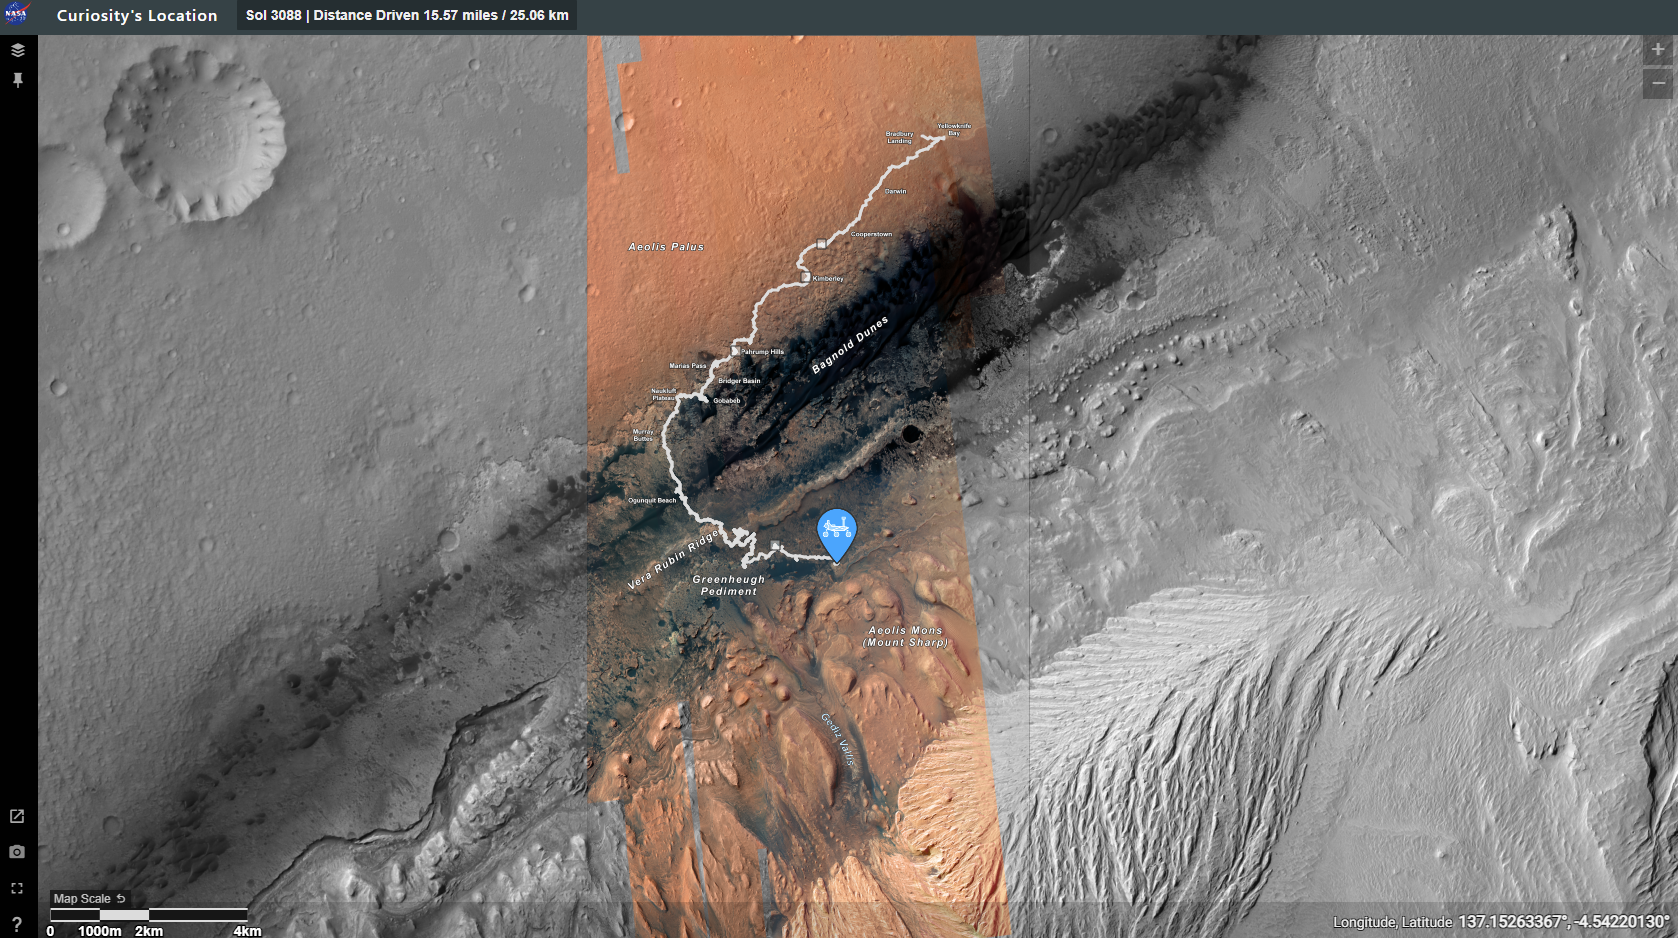 NASA
Curiosity's Location
Sol 3088 | Distance Driven 15.57 miles / 25.06 km
Yellowknife
Bay
Bradbury
Landing
Darwin
Cooperstown
Aeolis Palus
Kimberley
Bagnold Dunes
Pahrump Hills
Marias Pass
Bridger Basin
Naukluft
Plateau
Gobabeb
Murray
Buttes
Ogunquit Beach
Vera Rubin Ridge
Greenheugh
Pediment
Aeolis Mons
(Mount Sharp)
Gediz Vallis
Map Scale
0 1000m 2km 4km
Longitude, Latitude 137.15263367°, -4.54220130°
?